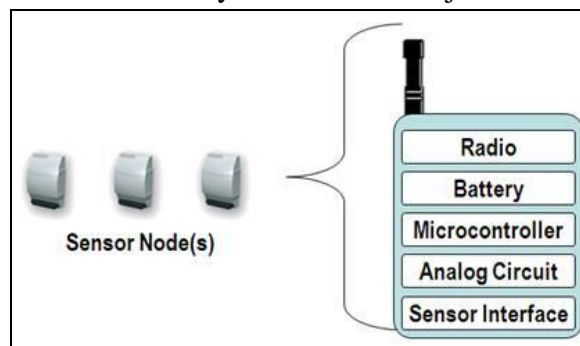 Sensor Node(s)
Radio
Battery
Microcontroller
Analog Circuit
Sensor Interface